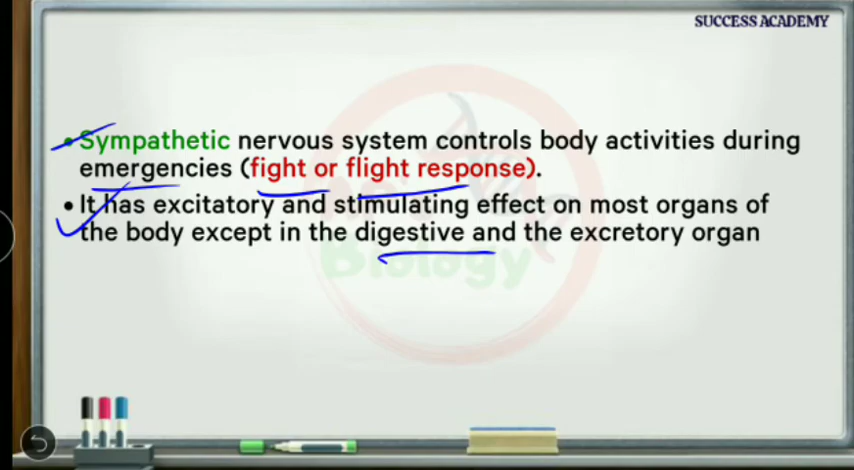 SUCCESS ACADEMY
• Sympathetic nervous system controls body activities during
emergencies (fight or flight response).
• It has excitatory and stimulating effect on most organs of
the body except in the digestive and the excretory organ
Biology